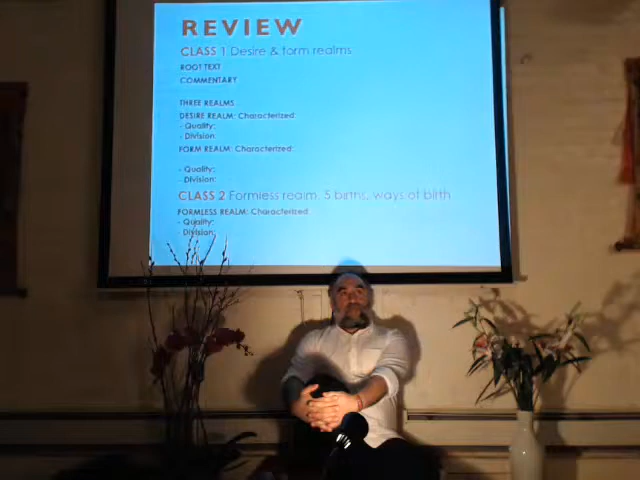 REVIEW
CLASS 1 Desire & form realms
ROOT TEXT
COMMENTARY
THREE REALMS
DESIRE REALM: Characterized:
- Quality:
- Division:
FORM REALM: Characterized:
- Quality:
- Division:
CLASS 2 Formless realm, 5 births, ways of birth
FORMLESS REALM: Characterized:
- Quality:
- Division: